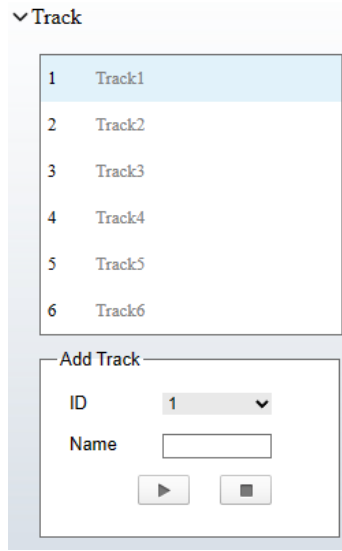 Track
1 Track1
2 Track2
3 Track3
4 Track4
5 Track5
6 Track6
Add Track
ID 1
Name